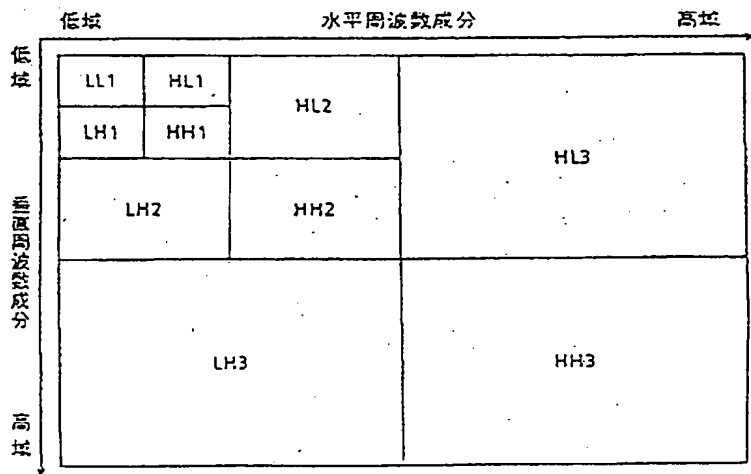 低域 水平周波数成分 高域
低域
LL1 HL1 HL2 HL3
LH1 HH1
垂直周波数成分
LH2 HH2
LH3 HH3
高域